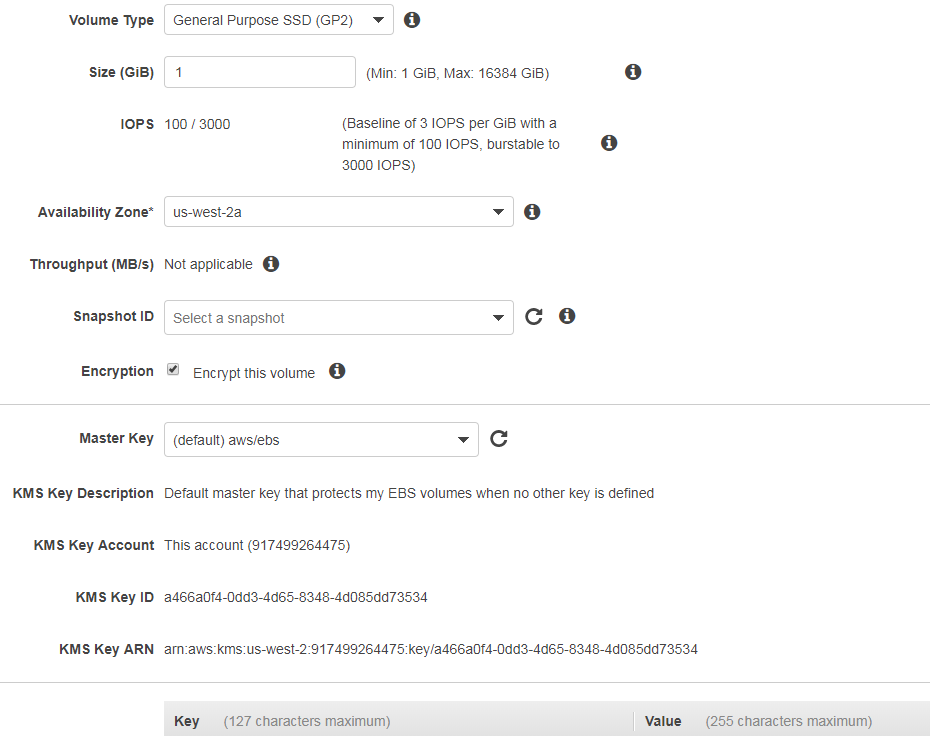 Volume Type General Purpose SSD (GP2)
Size (GiB) 1 (Min: 1 GiB, Max: 16384 GiB)
IOPS 100 / 3000 (Baseline of 3 IOPS per GiB with a
minimum of 100 IOPS, burstable to
3000 IOPS)
Availability Zone* us-west-2a
Throughput (MB/s) Not applicable
Snapshot ID Select a snapshot
Encryption Encrypt this volume
Master Key (default) aws/ebs
KMS Key Description Default master key that protects my EBS volumes when no other key is defined
KMS Key Account This account (917499264475)
KMS Key ID a466a0f4-0dd3-4d65-8348-4d085dd73534
KMS Key ARN arn:aws:kms:us-west-2:917499264475:key/a466a0f4-0dd3-4d65-8348-4d085dd73534
Key (127 characters maximum) Value (255 characters maximum)